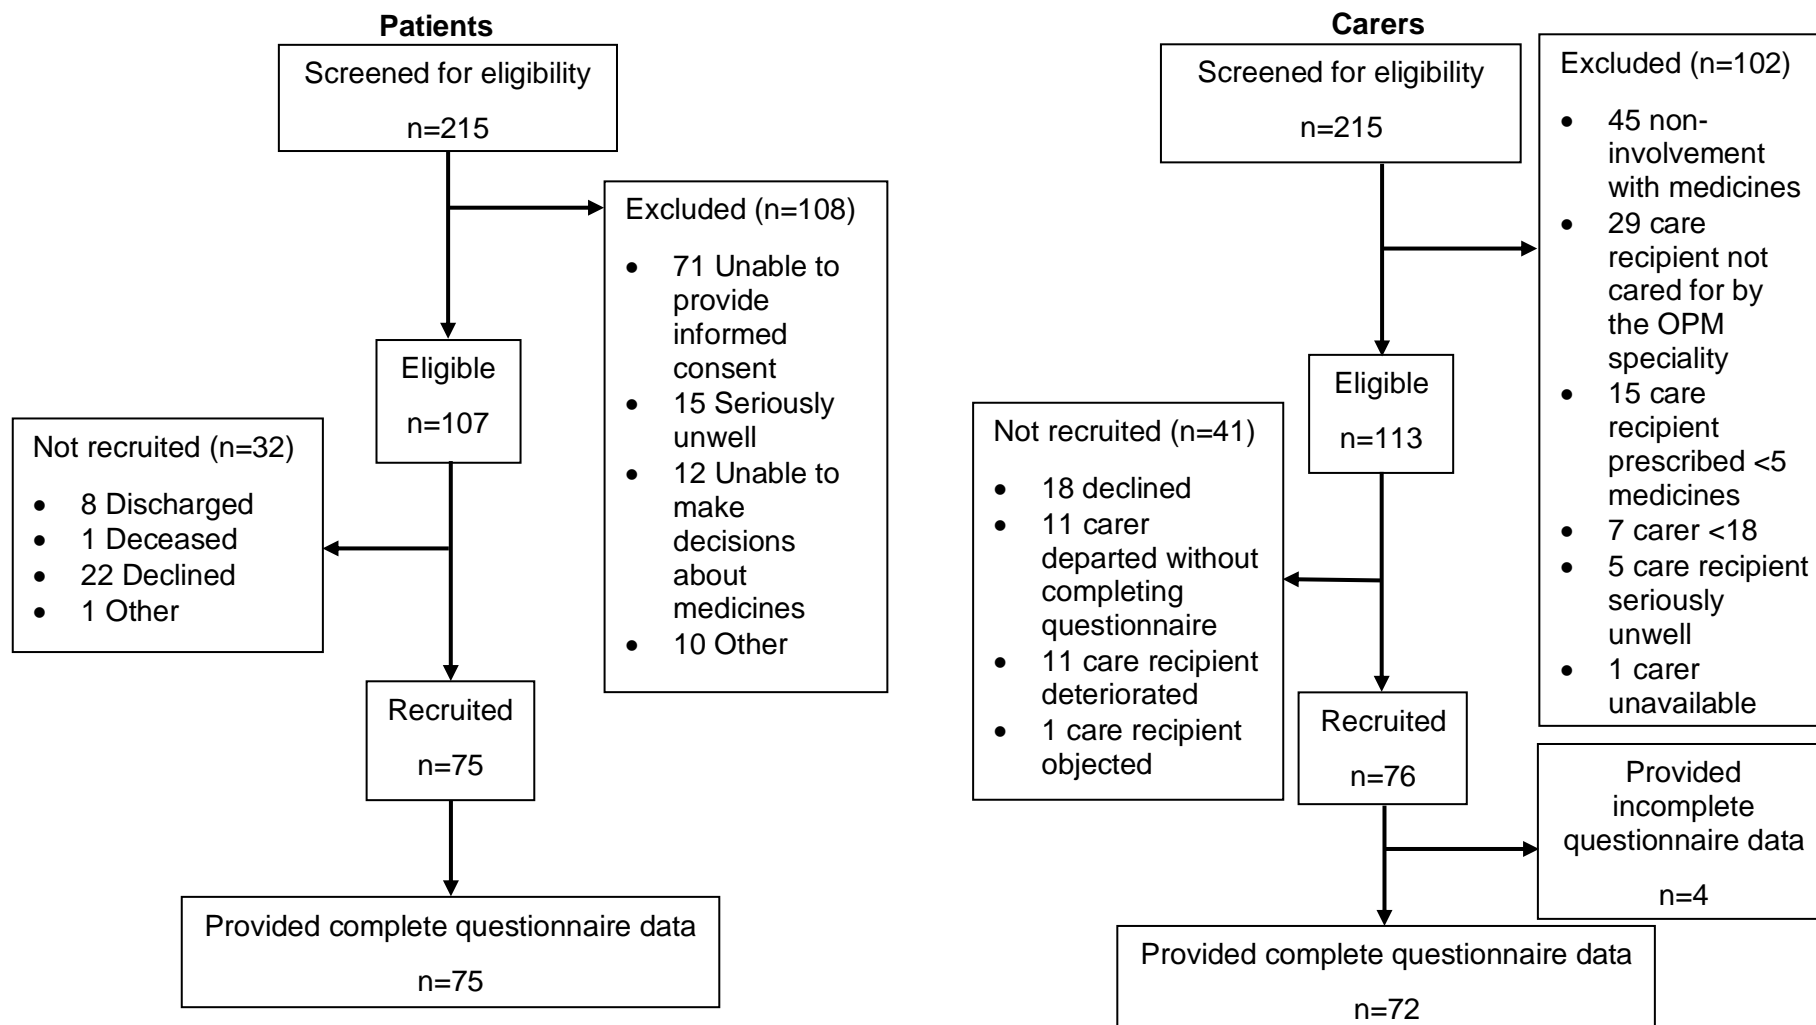 Patients
Screened for eligibility
n=215
Excluded (n=108)
• 71 Unable to
provide
informed
consent
• 15 Seriously
unwell
• 12 Unable to
make
decisions
about
medicines
• 10 Other
Eligible
n=107
Not recruited (n=32)
• 8 Discharged
• 1 Deceased
• 22 Declined
• 1 Other
Recruited
n=75
Provided complete questionnaire data
n=75
Carers
Screened for eligibility
n=215
Excluded (n=102)
• 45 non-
involvement
with medicines
• 29 care
recipient not
cared for by
the OPM
speciality
• 15 care
recipient
prescribed <5
medicines
• 7 carer <18
• 5 care recipient
seriously
unwell
• 1 carer
unavailable
Eligible
n=113
Not recruited (n=41)
• 18 declined
• 11 carer
departed without
completing
questionnaire
• 11 care recipient
deteriorated
• 1 care recipient
objected
Recruited
n=76
Provided
incomplete
questionnaire data
n=4
Provided complete questionnaire data
n=72